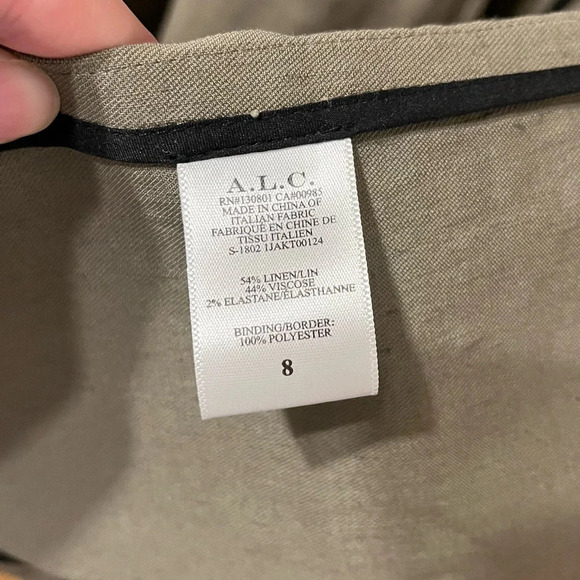 A.L.C.
RN#130801 CA#00985
MADE IN CHINA OF
ITALIAN FABRIC
FABRIQUÉ EN CHINE DE
TISSU ITALIEN
S-1802 1JAKT00124
54% LINEN/LIN
44% VISCOSE
2% ELASTANE/ÉLASTHANNE
BINDING/BORDER:
100% POLYESTER
8